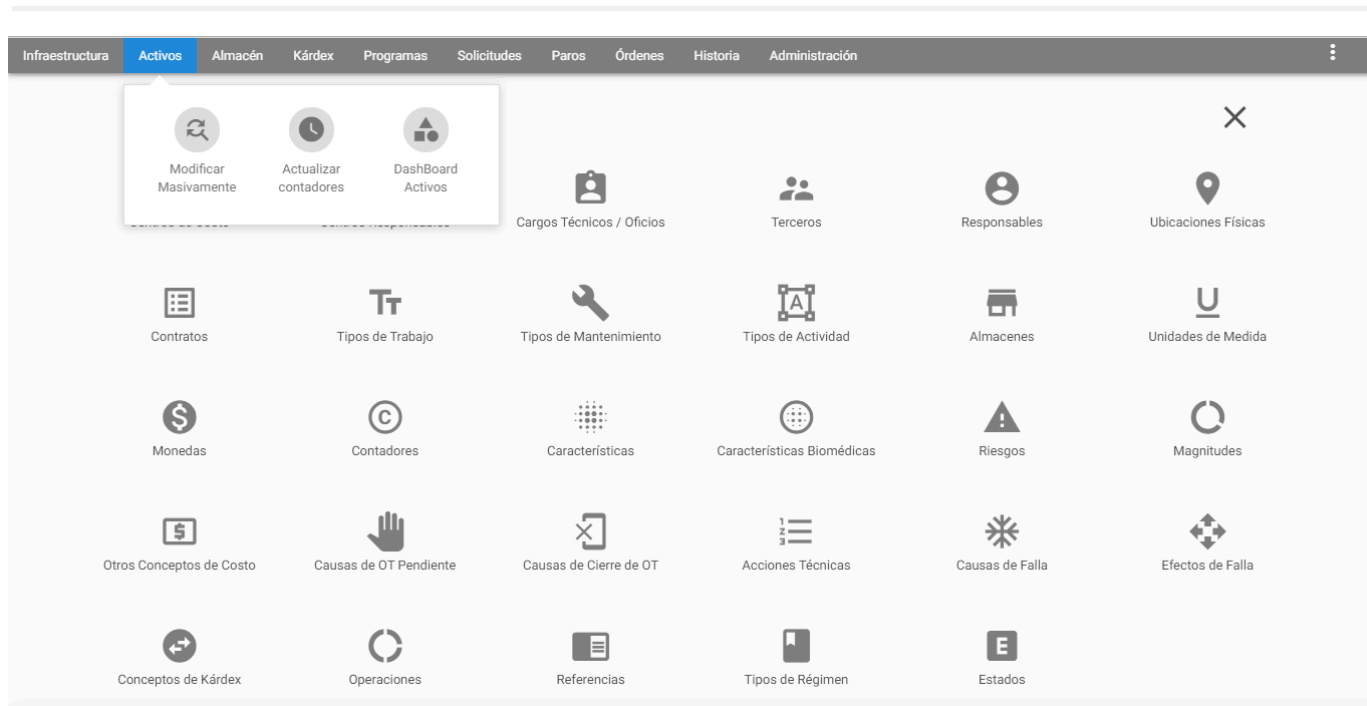 Infraestructura Activos Almacén Kárdex Programas Solicitudes Paros Órdenes Historia Administración
Modificar Masivamente
Actualizar contadores
DashBoard Activos
Cargos Técnicos / Oficios Terceros Responsables Ubicaciones Físicas
Contratos Tipos de Trabajo Tipos de Mantenimiento Tipos de Actividad Almacenes Unidades de Medida
Monedas Contadores Características Características Biomédicas Riesgos Magnitudes
Otros Conceptos de Costo Causas de OT Pendiente Causas de Cierre de OT Acciones Técnicas Causas de Falla Efectos de Falla
Conceptos de Kárdex Operaciones Referencias Tipos de Régimen Estados